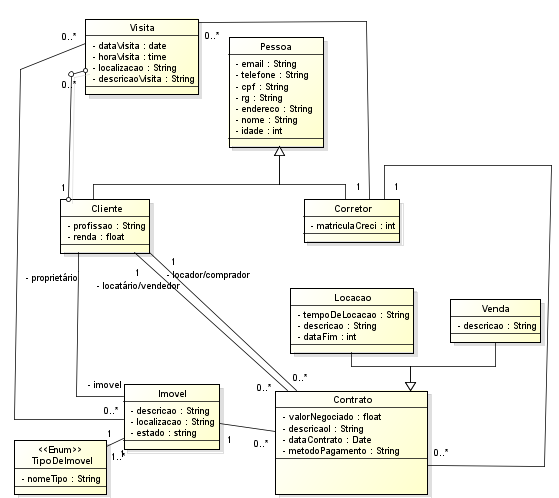 Visita
0..*
0..*
- dataVisita : date
- horaVisita : time
- localizacao : String
- descricaoVisita : String
0..*
Pessoa
- email : String
- telefone : String
- cpf : String
- rg : String
- endereco : String
- nome : String
- idade : int
1
1
1
Cliente
- profissao : String
- renda : float
Corretor
- matriculaCreci : int
1
1
- locador/comprador
- proprietário
- locatário/vendedor
Locacao
- tempoDeLocacao : String
- descricao : String
- dataFim : int
Venda
- descricao : String
- imovel
0..*
0..*
0..*
Imovel
- descricao : String
- localizacao : String
- estado : string
Contrato
- valorNegociado : float
- descricaol : String
- dataContrato : Date
- metodoPagamento : String
1
1
0..*
1..*
0..*
<<Enum>>
TipoDeImovel
- nomeTipo : String